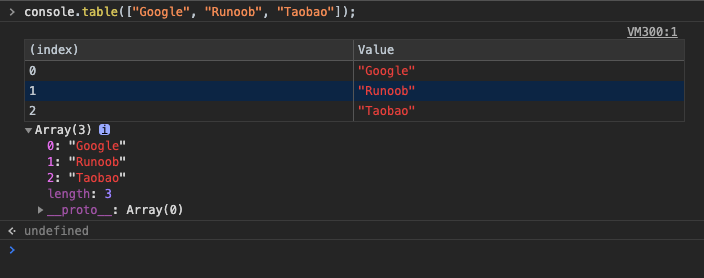 > console.table(["Google", "Runoob", "Taobao"]);
VM300:1
(index) Value
0 "Google"
1 "Runoob"
2 "Taobao"
▼Array(3) i
0: "Google"
1: "Runoob"
2: "Taobao"
length: 3
▶__proto__: Array(0)
undefined
>